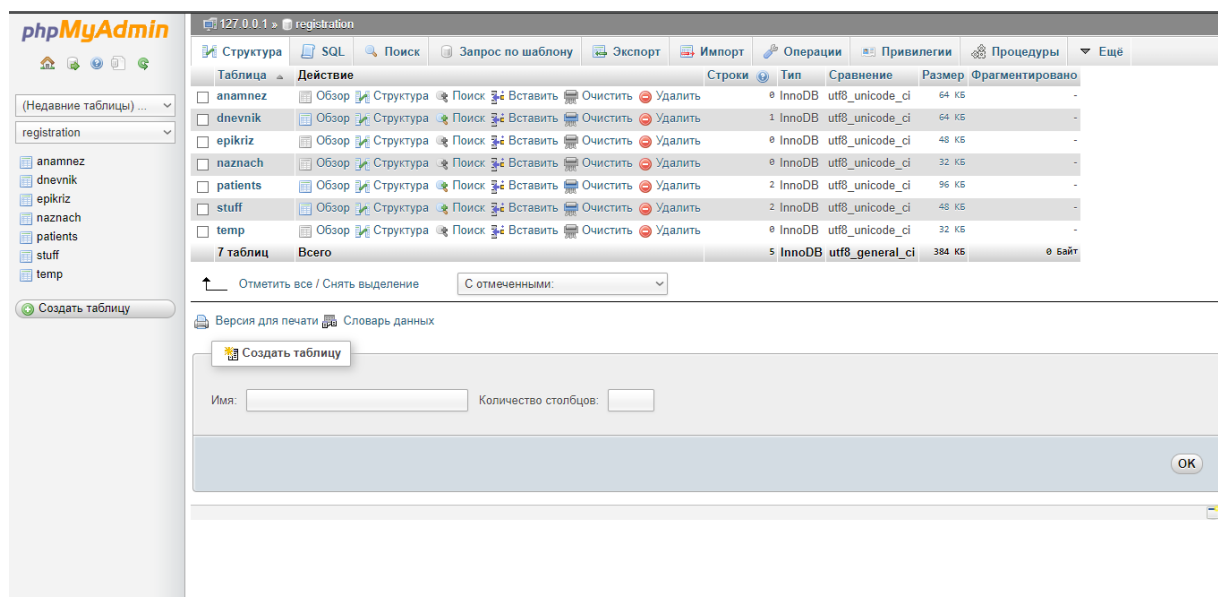 phpMyAdmin
(Недавние таблицы) ...
registration
anamnez
dnevnik
epikriz
naznach
patients
stuff
temp
Создать таблицу
127.0.0.1 » registration
Структура SQL Поиск Запрос по шаблону Экспорт Импорт Операции Привилегии Процедуры Ещё
Таблица Действие Строки Тип Сравнение Размер Фрагментировано
anamnez Обзор Структура Поиск Вставить Очистить Удалить 0 InnoDB utf8_unicode_ci 64 КБ -
dnevnik Обзор Структура Поиск Вставить Очистить Удалить 1 InnoDB utf8_unicode_ci 64 КБ -
epikriz Обзор Структура Поиск Вставить Очистить Удалить 0 InnoDB utf8_unicode_ci 48 КБ -
naznach Обзор Структура Поиск Вставить Очистить Удалить 0 InnoDB utf8_unicode_ci 32 КБ -
patients Обзор Структура Поиск Вставить Очистить Удалить 2 InnoDB utf8_unicode_ci 96 КБ -
stuff Обзор Структура Поиск Вставить Очистить Удалить 2 InnoDB utf8_unicode_ci 48 КБ -
temp Обзор Структура Поиск Вставить Очистить Удалить 0 InnoDB utf8_unicode_ci 32 КБ -
7 таблиц Всего 5 InnoDB utf8_general_ci 384 КБ 0 Байт
Отметить все / Снять выделение С отмеченными:
Версия для печати Словарь данных
Создать таблицу
Имя: Количество столбцов:
OK